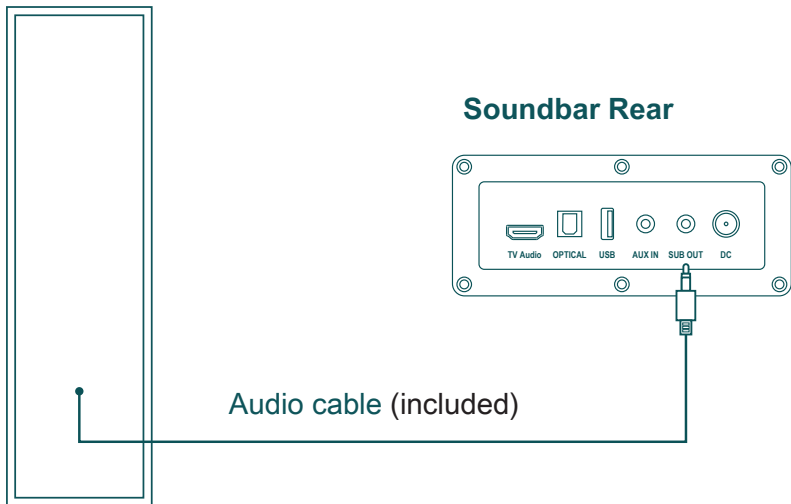 Soundbar Rear
TV Audio OPTICAL USB AUX IN SUB OUT DC
Audio cable (included)